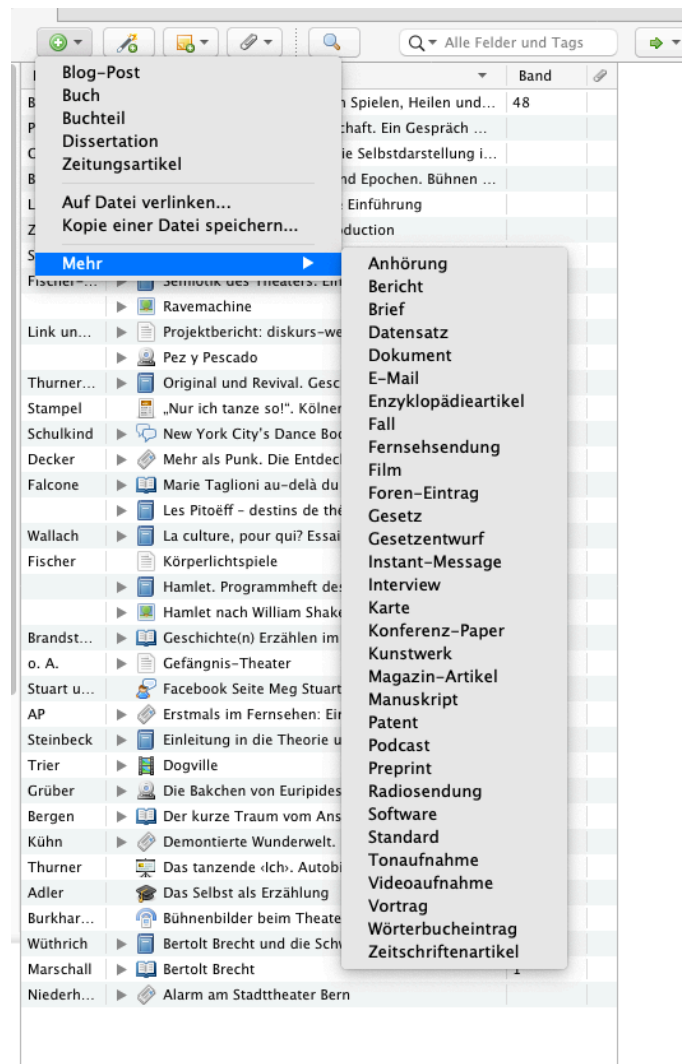 Alle Felder und Tags
Band
Blog-Post
Buch
Buchteil
Dissertation
Zeitungsartikel
Auf Datei verlinken...
Kopie einer Datei speichern...
Mehr
Spielen, Heilen und... 48
chaft. Ein Gespräch ...
ie Selbstdarstellung i...
nd Epochen. Bühnen ...
Einführung
duction
Anhörung
Bericht
Brief
Datensatz
Dokument
E-Mail
Enzyklopädieartikel
Fall
Fernsehsendung
Film
Foren-Eintrag
Gesetz
Gesetzentwurf
Instant-Message
Interview
Karte
Konferenz-Paper
Kunstwerk
Magazin-Artikel
Manuskript
Patent
Podcast
Preprint
Radiosendung
Software
Standard
Tonaufnahme
Videoaufnahme
Vortrag
Wörterbucheintrag
Zeitschriftenartikel
Ravemachine
Link un... Projektbericht: diskurs-we
Pez y Pescado
Thurner... Original und Revival. Gesc
Stampel „Nur ich tanze so!“. Kölner
Schulkind New York City's Dance Boo
Decker Mehr als Punk. Die Entdec
Falcone Marie Taglioni au-delà du
Les Pitoëff – destins de thé
Wallach La culture, pour qui? Essai
Fischer Körperlichtspiele
Hamlet. Programmheft des
Hamlet nach William Shake
Brandst... Geschichte(n) Erzählen im
o. A. Gefängnis-Theater
Stuart u... Facebook Seite Meg Stuart
AP Erstmals im Fernsehen: Ein
Steinbeck Einleitung in die Theorie u
Trier Dogville
Grüber Die Bakchen von Euripides
Bergen Der kurze Traum vom Ans
Kühn Demontierte Wunderwelt.
Thurner Das tanzende ‹Ich›. Autobi
Adler Das Selbst als Erzählung
Burkhar... Bühnenbilder beim Theate
Wüthrich Bertolt Brecht und die Schw
Marschall Bertolt Brecht 1
Niederh... Alarm am Stadttheater Bern